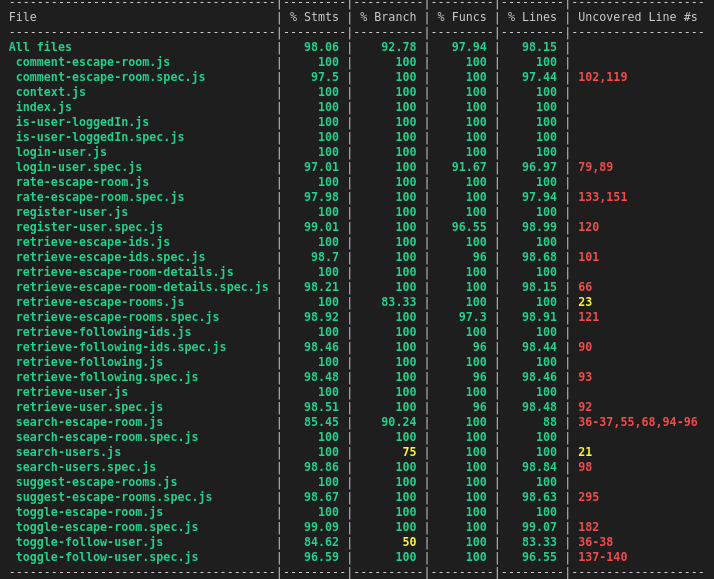 ---------------------------------------|---------|----------|---------|---------|-------------------
File | % Stmts | % Branch | % Funcs | % Lines | Uncovered Line #s
---------------------------------------|---------|----------|---------|---------|-------------------
All files | 98.06 | 92.78 | 97.94 | 98.15 |
comment-escape-room.js | 100 | 100 | 100 | 100 |
comment-escape-room.spec.js | 97.5 | 100 | 100 | 97.44 | 102,119
context.js | 100 | 100 | 100 | 100 |
index.js | 100 | 100 | 100 | 100 |
is-user-loggedIn.js | 100 | 100 | 100 | 100 |
is-user-loggedIn.spec.js | 100 | 100 | 100 | 100 |
login-user.js | 100 | 100 | 100 | 100 |
login-user.spec.js | 97.01 | 100 | 91.67 | 96.97 | 79,89
rate-escape-room.js | 100 | 100 | 100 | 100 |
rate-escape-room.spec.js | 97.98 | 100 | 100 | 97.94 | 133,151
register-user.js | 100 | 100 | 100 | 100 |
register-user.spec.js | 99.01 | 100 | 96.55 | 98.99 | 120
retrieve-escape-ids.js | 100 | 100 | 100 | 100 |
retrieve-escape-ids.spec.js | 98.7 | 100 | 96 | 98.68 | 101
retrieve-escape-room-details.js | 100 | 100 | 100 | 100 |
retrieve-escape-room-details.spec.js | 98.21 | 100 | 100 | 98.15 | 66
retrieve-escape-rooms.js | 100 | 83.33 | 100 | 100 | 23
retrieve-escape-rooms.spec.js | 98.92 | 100 | 97.3 | 98.91 | 121
retrieve-following-ids.js | 100 | 100 | 100 | 100 |
retrieve-following-ids.spec.js | 98.46 | 100 | 96 | 98.44 | 90
retrieve-following.js | 100 | 100 | 100 | 100 |
retrieve-following.spec.js | 98.48 | 100 | 96 | 98.46 | 93
retrieve-user.js | 100 | 100 | 100 | 100 |
retrieve-user.spec.js | 98.51 | 100 | 96 | 98.48 | 92
search-escape-room.js | 85.45 | 90.24 | 100 | 88 | 36-37,55,68,94-96
search-escape-room.spec.js | 100 | 100 | 100 | 100 |
search-users.js | 100 | 75 | 100 | 100 | 21
search-users.spec.js | 98.86 | 100 | 100 | 98.84 | 98
suggest-escape-rooms.js | 100 | 100 | 100 | 100 |
suggest-escape-rooms.spec.js | 98.67 | 100 | 100 | 98.63 | 295
toggle-escape-room.js | 100 | 100 | 100 | 100 |
toggle-escape-room.spec.js | 99.09 | 100 | 100 | 99.07 | 182
toggle-follow-user.js | 84.62 | 50 | 100 | 83.33 | 36-38
toggle-follow-user.spec.js | 96.59 | 100 | 100 | 96.55 | 137-140
---------------------------------------|---------|----------|---------|---------|-------------------